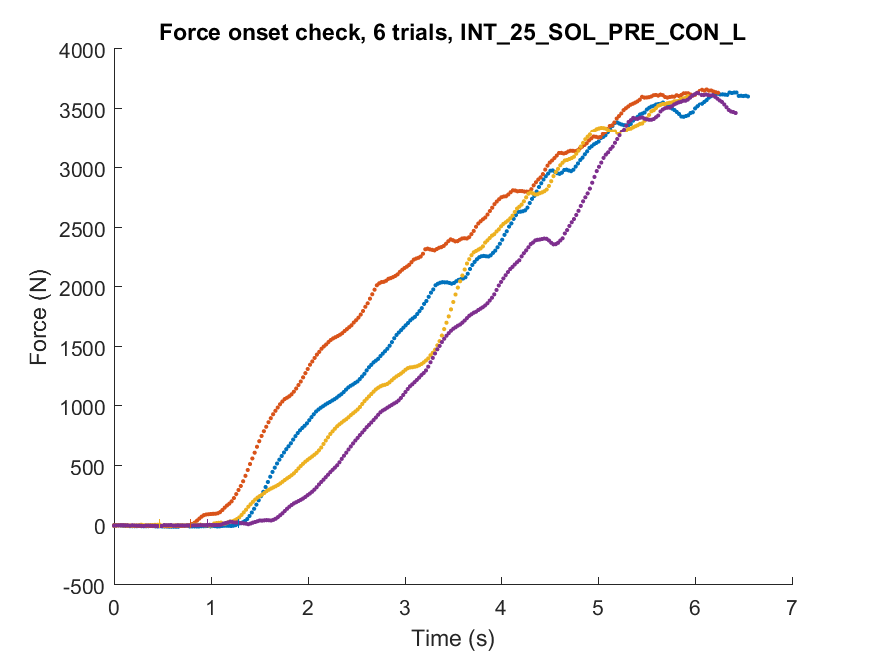 Force onset check, 6 trials, INT_25_SOL_PRE_CON_L
4000
3500
3000
2500
2000
1500
1000
500
0
-500
Force (N)
0 1 2 3 4 5 6 7
Time (s)